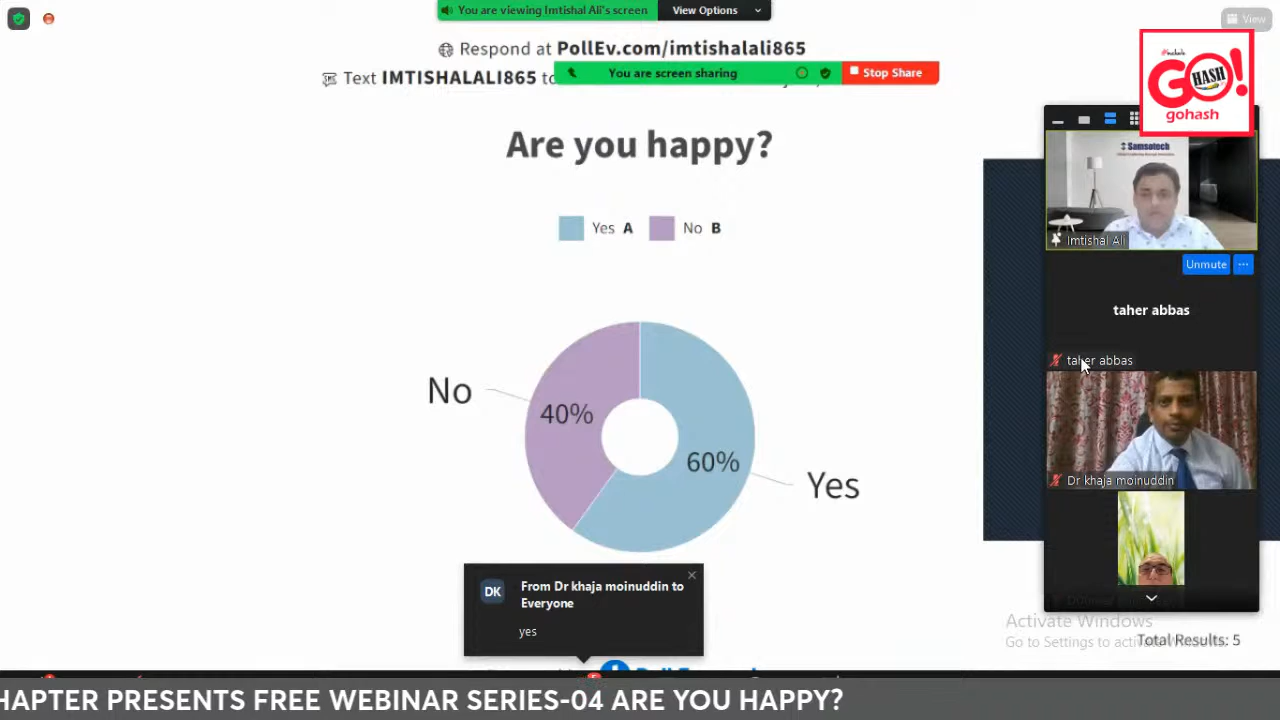 You are viewing Imtishal Ali's screen
View Options
View
Respond at PollEv.com/imtishalali865
Text IMTISHALALI865 to
You are screen sharing
Stop Share
GO!
HASH
gohash
Are you happy?
Yes A No B
No
40%
60%
Yes
Samsotech
Imtishal Ali
Unmute
taher abbas
taher abbas
Dr khaja moinuddin
DK
From Dr khaja moinuddin to
Everyone
yes
Activate Windows
Go to Settings to activate Windows.
Total Results: 5
HAPTER PRESENTS FREE WEBINAR SERIES-04 ARE YOU HAPPY?